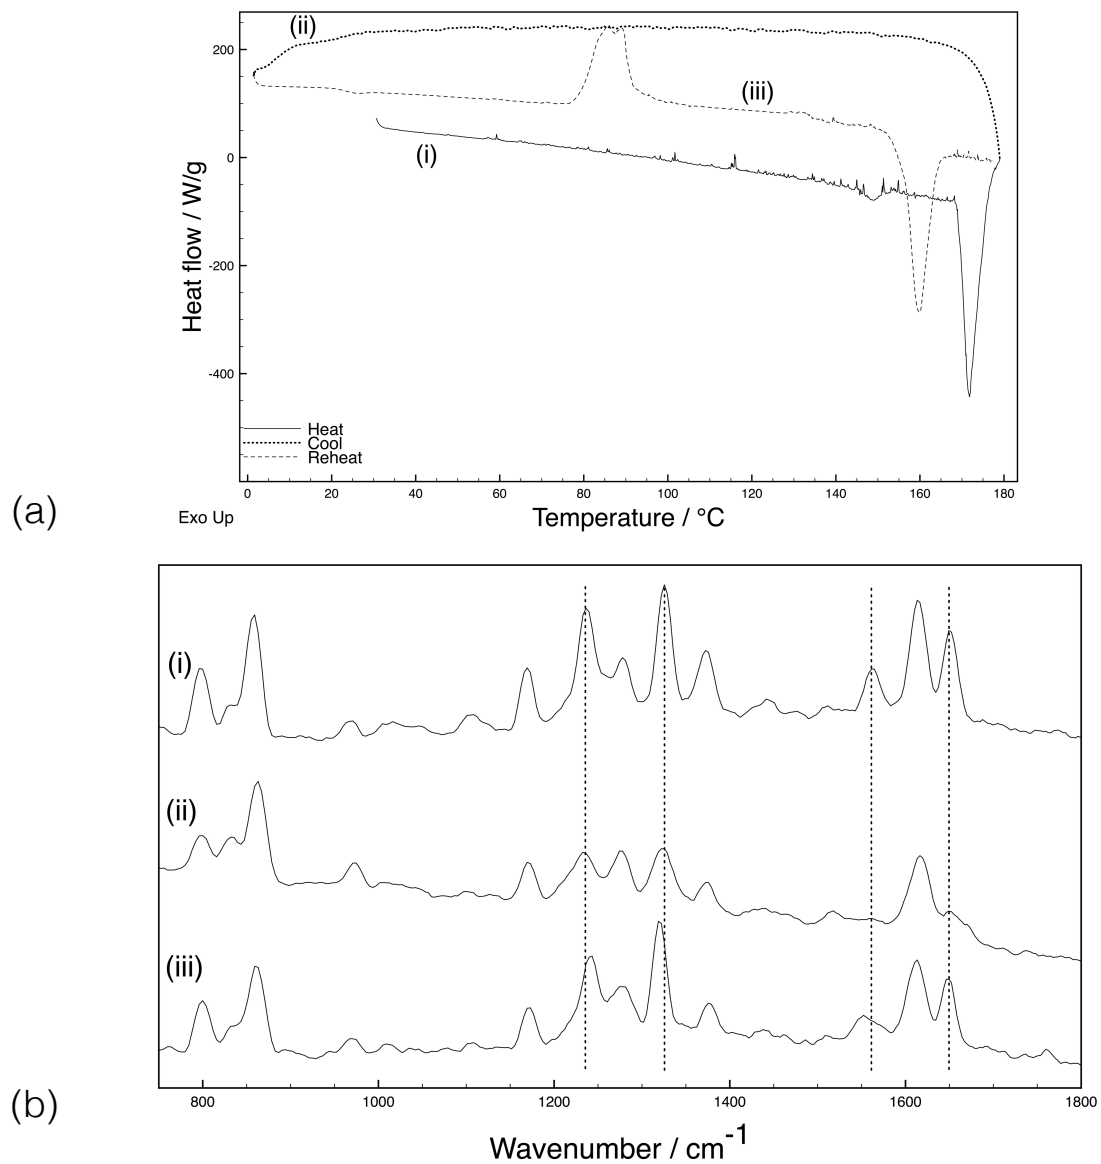 (ii)
200
(iii)
0
(i)
-200
-400
Heat flow / W/g
Heat
Cool
Reheat
0 20 40 60 80 100 120 140 160 180
(a)
Exo Up
Temperature / °C
(i)
(ii)
(iii)
800 1000 1200 1400 1600 1800
(b)
Wavenumber / cm-1